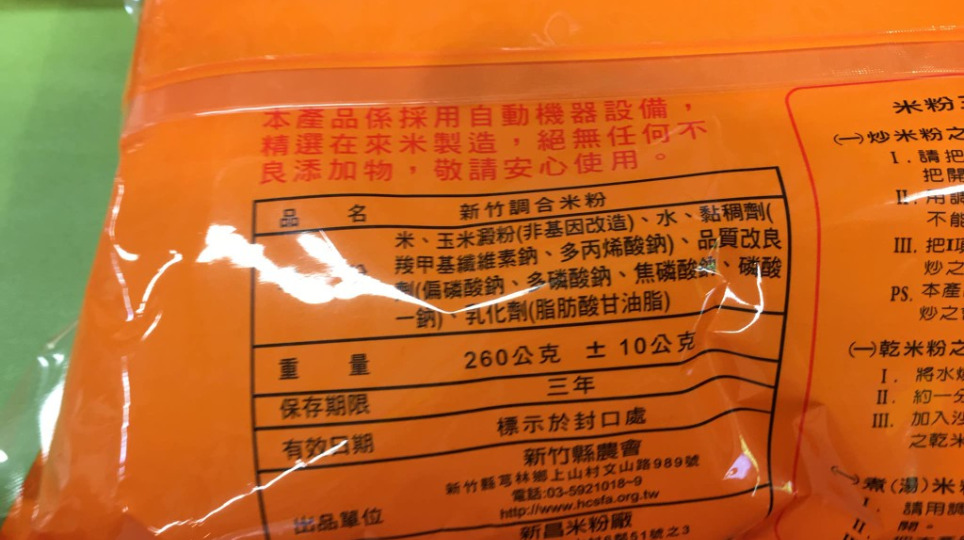 本產品係採用自動機器設備，
精選在來米製造，絕無任何不
良添加物，敬請安心使用。
品 名 新竹調合米粉
米、玉米澱粉(非基因改造)、水、黏稠劑(
羧甲基纖維素鈉、多丙烯酸鈉)、品質改良
劑(偏磷酸鈉、多磷酸鈉、焦磷酸鈉、磷酸
一鈉)、乳化劑(脂肪酸甘油脂)
重 量 260公克 ±10公克
保存期限 三年
有效日期 標示於封口處
出品單位
新竹縣農會
新竹縣芎林鄉上山村文山路989號
電話:03-5921018~9
http://www.hcsfa.org.tw
新昌米粉廠
51號之3
米粉
(一)炒米粉之
I. 請把
把開
II. 用調
不能
III. 把I項
炒之
PS. 本產
炒之
(一)乾米粉之
I. 將水
II. 約一分
III. 加入沙
之乾米
煮(湯)米
I. 請用調
II 開。